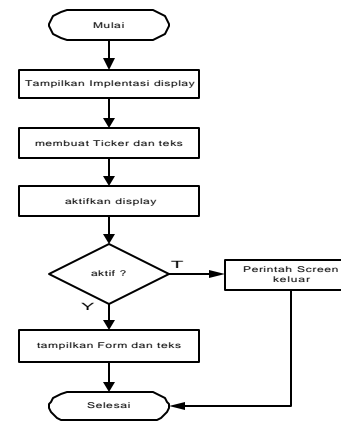 Mulai
Tampilkan Implentasi display
membuat Ticker dan teks
aktifkan display
aktif ?
T
Perintah Screen
keluar
Y
tampilkan Form dan teks
Selesai